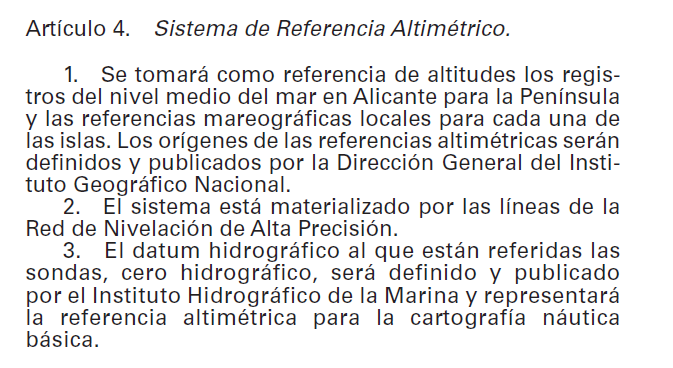 Artículo 4. Sistema de Referencia Altimétrico.
1. Se tomará como referencia de altitudes los regis-
tros del nivel medio del mar en Alicante para la Península
y las referencias mareográficas locales para cada una de
las islas. Los orígenes de las referencias altimétricas serán
definidos y publicados por la Dirección General del Insti-
tuto Geográfico Nacional.
2. El sistema está materializado por las líneas de la
Red de Nivelación de Alta Precisión.
3. El datum hidrográfico al que están referidas las
sondas, cero hidrográfico, será definido y publicado
por el Instituto Hidrográfico de la Marina y representará
la referencia altimétrica para la cartografía náutica
básica.